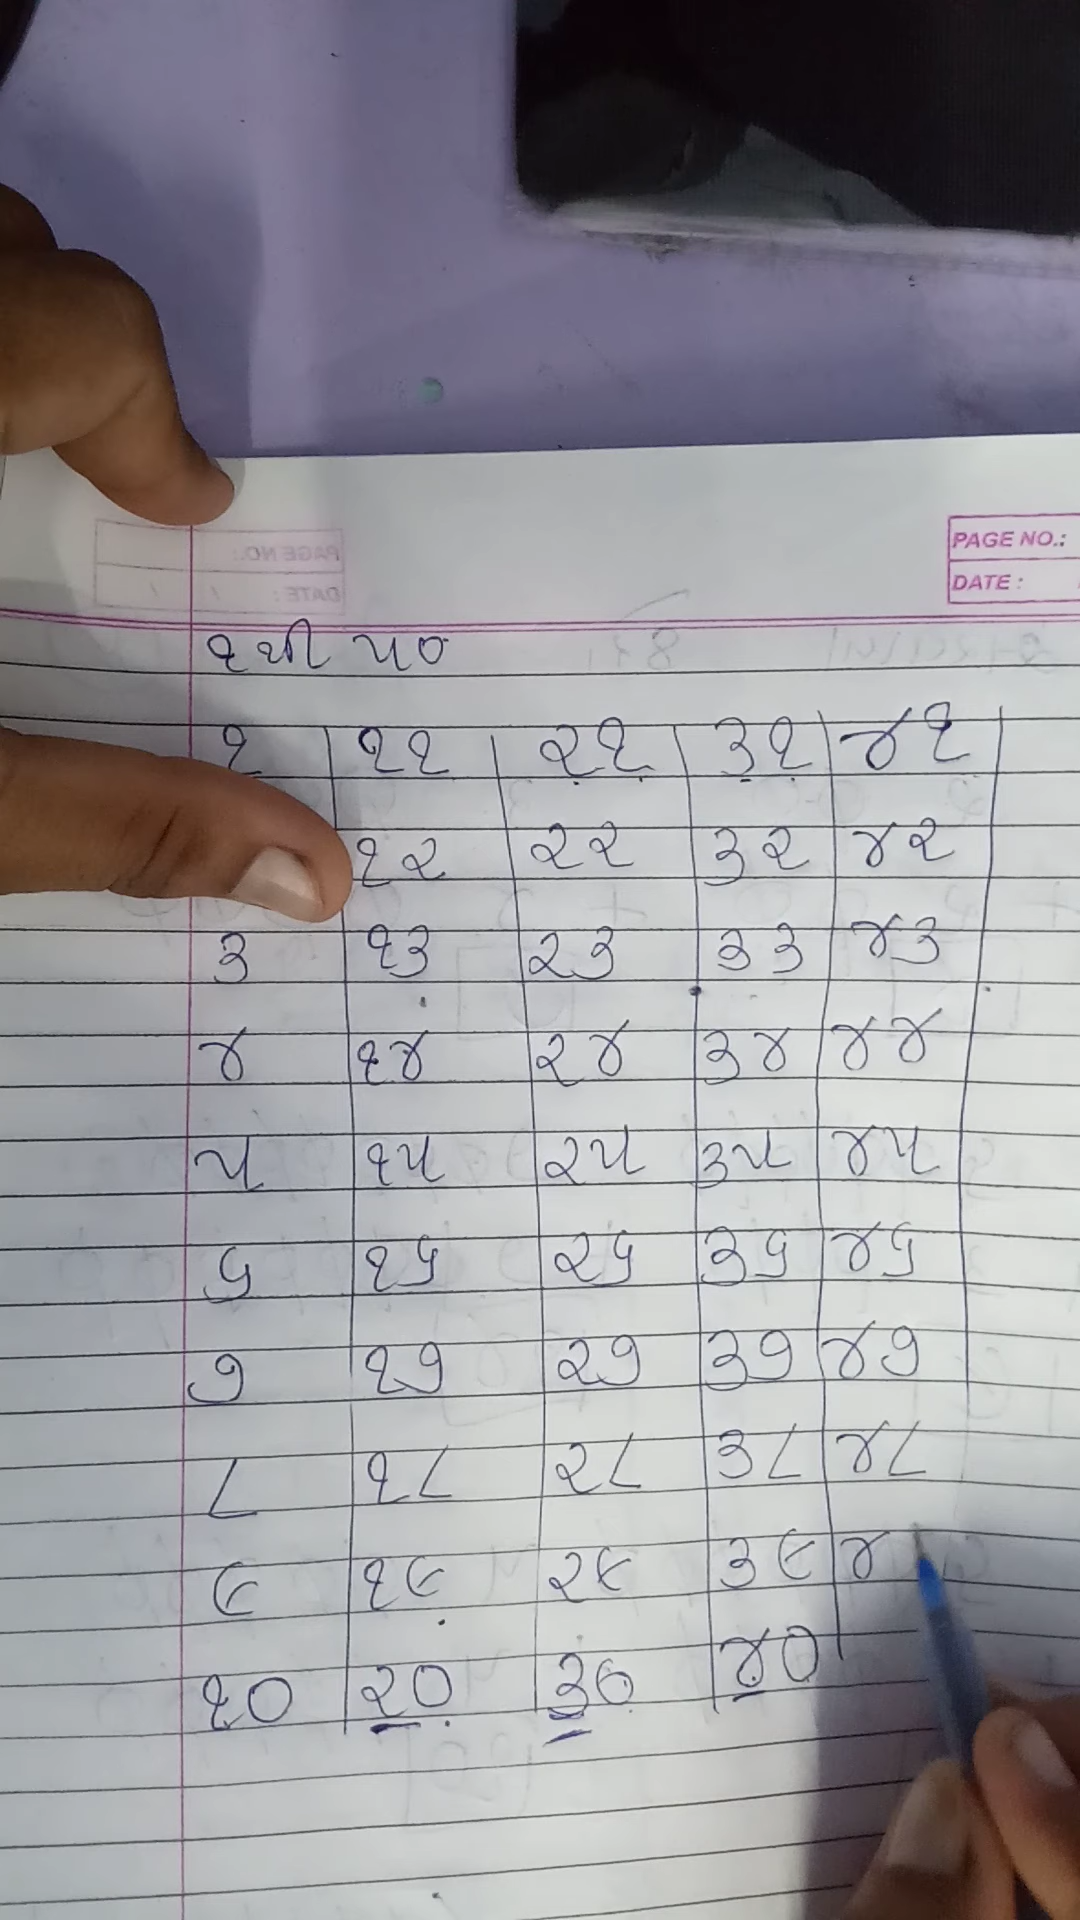 PAGE NO.:
DATE :
૧થી ૫૦
૧ ૧૧ ૨૧ ૩૧ ૪૧
૧૨ ૨૨ ૩૨ ૪૨
૩ ૧૩ ૨૩ ૩૩ ૪૩
૪ ૧૪ ૨૪ ૩૪ ૪૪
૫ ૧૫ ૨૫ ૩૫ ૪૫
૬ ૧૬ ૨૬ ૩૬ ૪૬
૭ ૧૭ ૨૭ ૩૭ ૪૭
૮ ૧૮ ૨૮ ૩૮ ૪૮
૯ ૧૯ ૨૯ ૩૯ ૪
૧૦ ૨૦ ૩૦ ૪૦